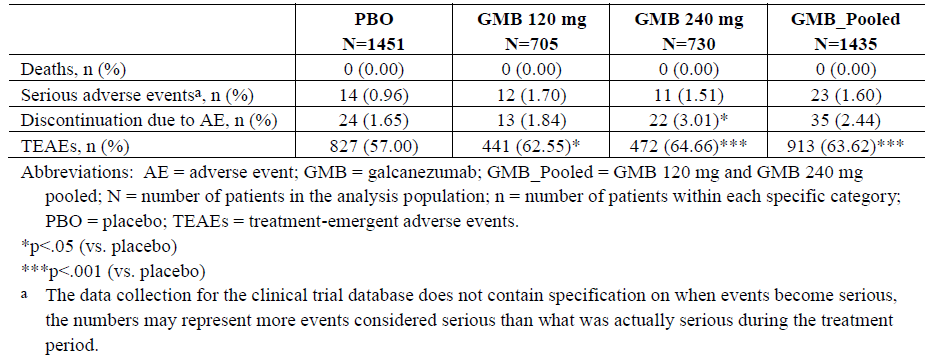 PBO GMB 120 mg GMB 240 mg GMB_Pooled
N=1451 N=705 N=730 N=1435
Deaths, n (%) 0 (0.00) 0 (0.00) 0 (0.00) 0 (0.00)
Serious adverse eventsᵃ, n (%) 14 (0.96) 12 (1.70) 11 (1.51) 23 (1.60)
Discontinuation due to AE, n (%) 24 (1.65) 13 (1.84) 22 (3.01)* 35 (2.44)
TEAEs, n (%) 827 (57.00) 441 (62.55)* 472 (64.66)*** 913 (63.62)***
Abbreviations: AE = adverse event; GMB = galcanezumab; GMB_Pooled = GMB 120 mg and GMB 240 mg
pooled; N = number of patients in the analysis population; n = number of patients within each specific category;
PBO = placebo; TEAEs = treatment-emergent adverse events.
*p<.05 (vs. placebo)
***p<.001 (vs. placebo)
ᵃ The data collection for the clinical trial database does not contain specification on when events become serious,
the numbers may represent more events considered serious than what was actually serious during the treatment
period.